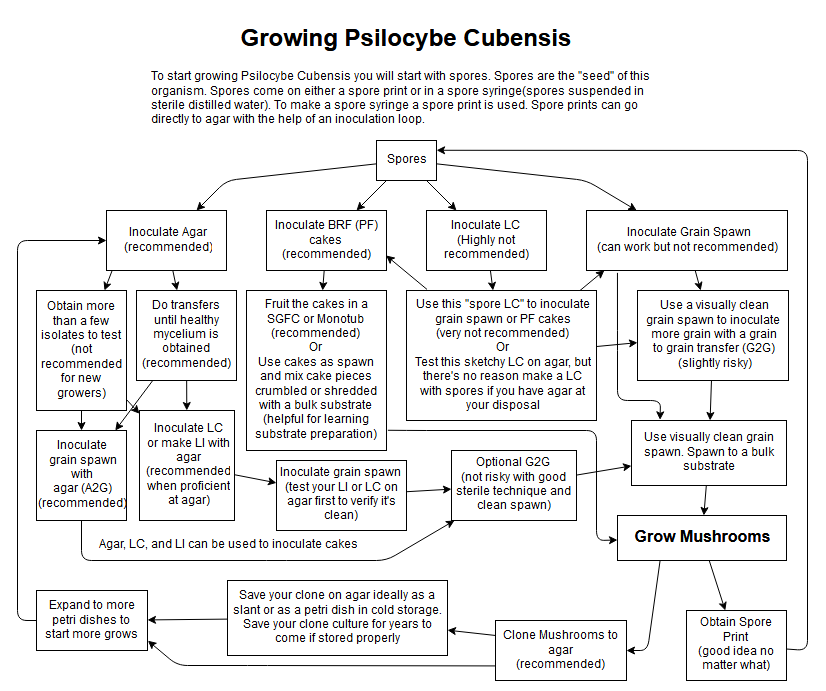 Growing Psilocybe Cubensis
To start growing Psilocybe Cubensis you will start with spores. Spores are the "seed" of this
organism. Spores come on either a spore print or in a spore syringe(spores suspended in
sterile distilled water). To make a spore syringe a spore print is used. Spore prints can go
directly to agar with the help of an inoculation loop.
Spores
Inoculate Agar
(recommended)
Inoculate BRF (PF)
cakes
(recommended)
Inoculate LC
(Highly not
recommended)
Inoculate Grain Spawn
(can work but not recommended)
Obtain more
than a few
isolates to test
(not
recommended
for new
growers)
Do transfers
until healthy
mycelium is
obtained
(recommended)
Fruit the cakes in a
SGFC or Monotub
(recommended)
Or
Use cakes as spawn
and mix cake pieces
crumbled or shredded
with a bulk substrate
(helpful for learning
substrate preparation)
Use this "spore LC" to inoculate
grain spawn or PF cakes
(very not recommended)
Or
Test this sketchy LC on agar, but
there's no reason make a LC
with spores if you have agar at
your disposal
Use a visually clean
grain spawn to inoculate
more grain with a grain
to grain transfer (G2G)
(slightly risky)
Inoculate
grain spawn
with
agar (A2G)
(recommended)
Inoculate LC
or make LI with
agar
(recommended
when proficient
at agar)
Inoculate grain spawn
(test your LI or LC on
agar first to verify it's
clean)
Optional G2G
(not risky with good
sterile technique and
clean spawn)
Use visually clean grain
spawn. Spawn to a bulk
substrate
Agar, LC, and LI can be used to inoculate cakes
Grow Mushrooms
Expand to more
petri dishes to
start more grows
Save your clone on agar ideally as a
slant or as a petri dish in cold storage.
Save your clone culture for years to
come if stored properly
Clone Mushrooms to
agar
(recommended)
Obtain Spore
Print
(good idea no
matter what)